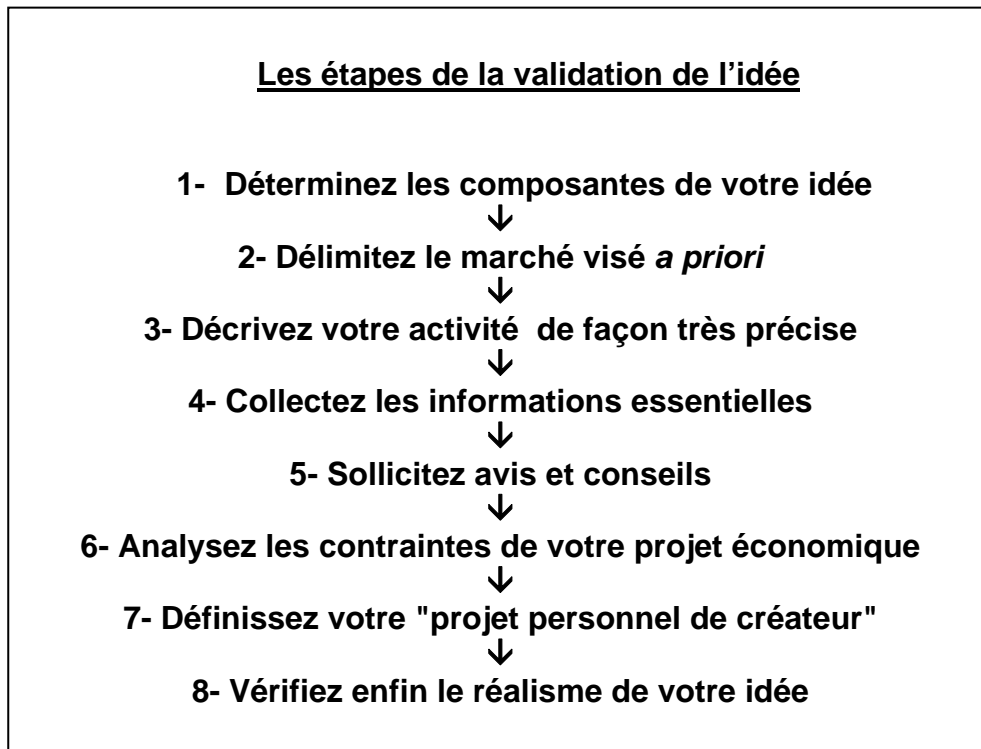 Les étapes de la validation de l’idée
1- Déterminez les composantes de votre idée
↓
2- Délimitez le marché visé a priori
↓
3- Décrivez votre activité de façon très précise
↓
4- Collectez les informations essentielles
↓
5- Sollicitez avis et conseils
↓
6- Analysez les contraintes de votre projet économique
↓
7- Définissez votre "projet personnel de créateur"
↓
8- Vérifiez enfin le réalisme de votre idée